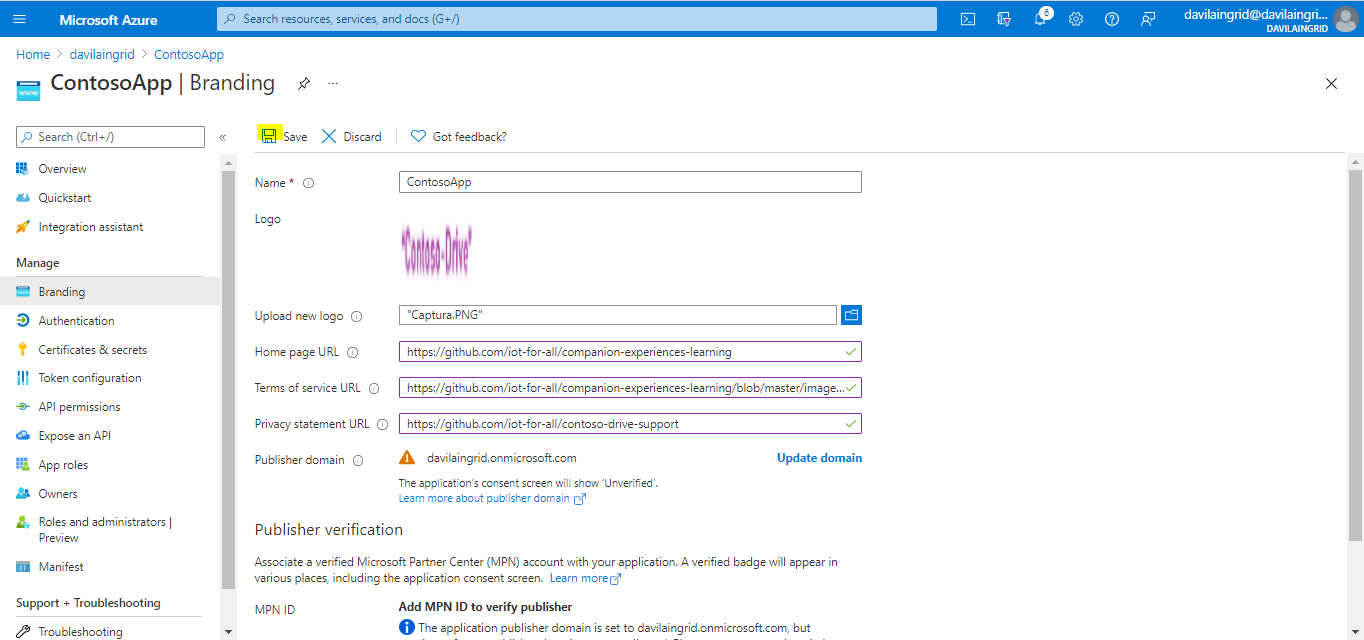 Microsoft Azure
Search resources, services, and docs (G+/)
6
davilaingrid@davilaingri...
DAVILAINGRID
Home > davilaingrid > ContosoApp
ContosoApp | Branding
...
Search (Ctrl+/)
«
Save
Discard
Got feedback?
Overview
Quickstart
Integration assistant
Manage
Branding
Authentication
Certificates & secrets
Token configuration
API permissions
Expose an API
App roles
Owners
Roles and administrators |
Preview
Manifest
Support + Troubleshooting
Troubleshooting
Name * ContosoApp
Logo
"Contoso-Drive"
Upload new logo "Captura.PNG"
Home page URL https://github.com/iot-for-all/companion-experiences-learning
Terms of service URL https://github.com/iot-for-all/companion-experiences-learning/blob/master/image...
Privacy statement URL https://github.com/iot-for-all/contoso-drive-support
Publisher domain davilaingrid.onmicrosoft.com Update domain
The application's consent screen will show 'Unverified'.
Learn more about publisher domain
Publisher verification
Associate a verified Microsoft Partner Center (MPN) account with your application. A verified badge will appear in
various places, including the application consent screen. Learn more
MPN ID Add MPN ID to verify publisher
The application publisher domain is set to davilaingrid.onmicrosoft.com, but